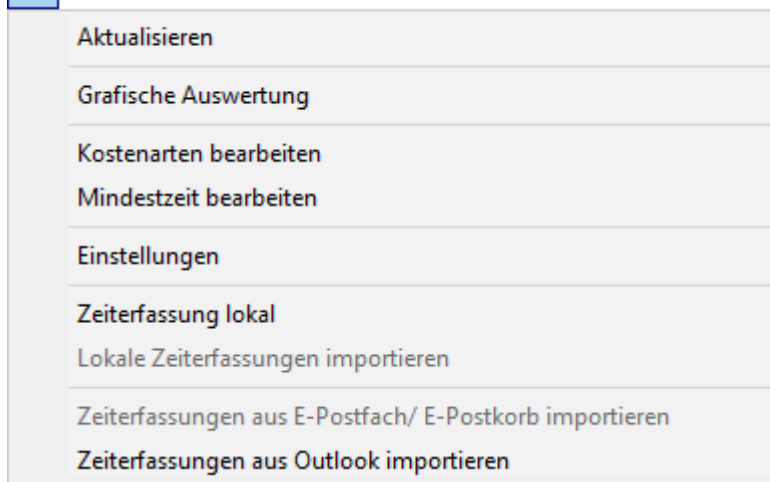 Aktualisieren
Grafische Auswertung
Kostenarten bearbeiten
Mindestzeit bearbeiten
Einstellungen
Zeiterfassung lokal
Lokale Zeiterfassungen importieren
Zeiterfassungen aus E-Postfach/ E-Postkorb importieren
Zeiterfassungen aus Outlook importieren